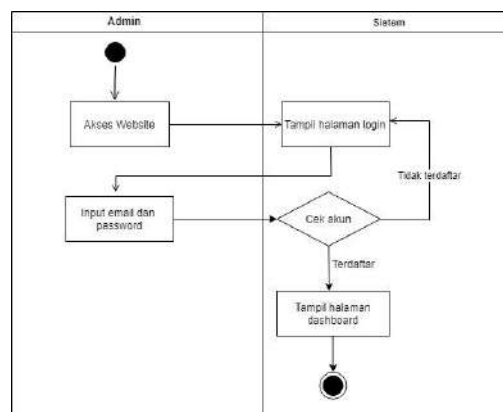 Admin
Sistem
Akses Website
Tampil halaman login
Tidak terdaftar
Input email dan
password
Cek akun
Terdaftar
Tampil halaman
dashboard